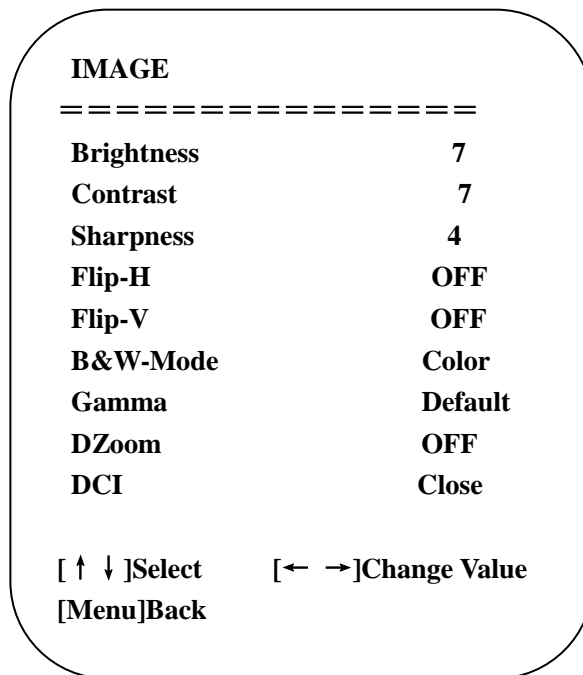 IMAGE
===============
Brightness 7
Contrast 7
Sharpness 4
Flip-H OFF
Flip-V OFF
B&W-Mode Color
Gamma Default
DZoom OFF
DCI Close
[ ↑ ↓ ]Select [← →]Change Value
[Menu]Back